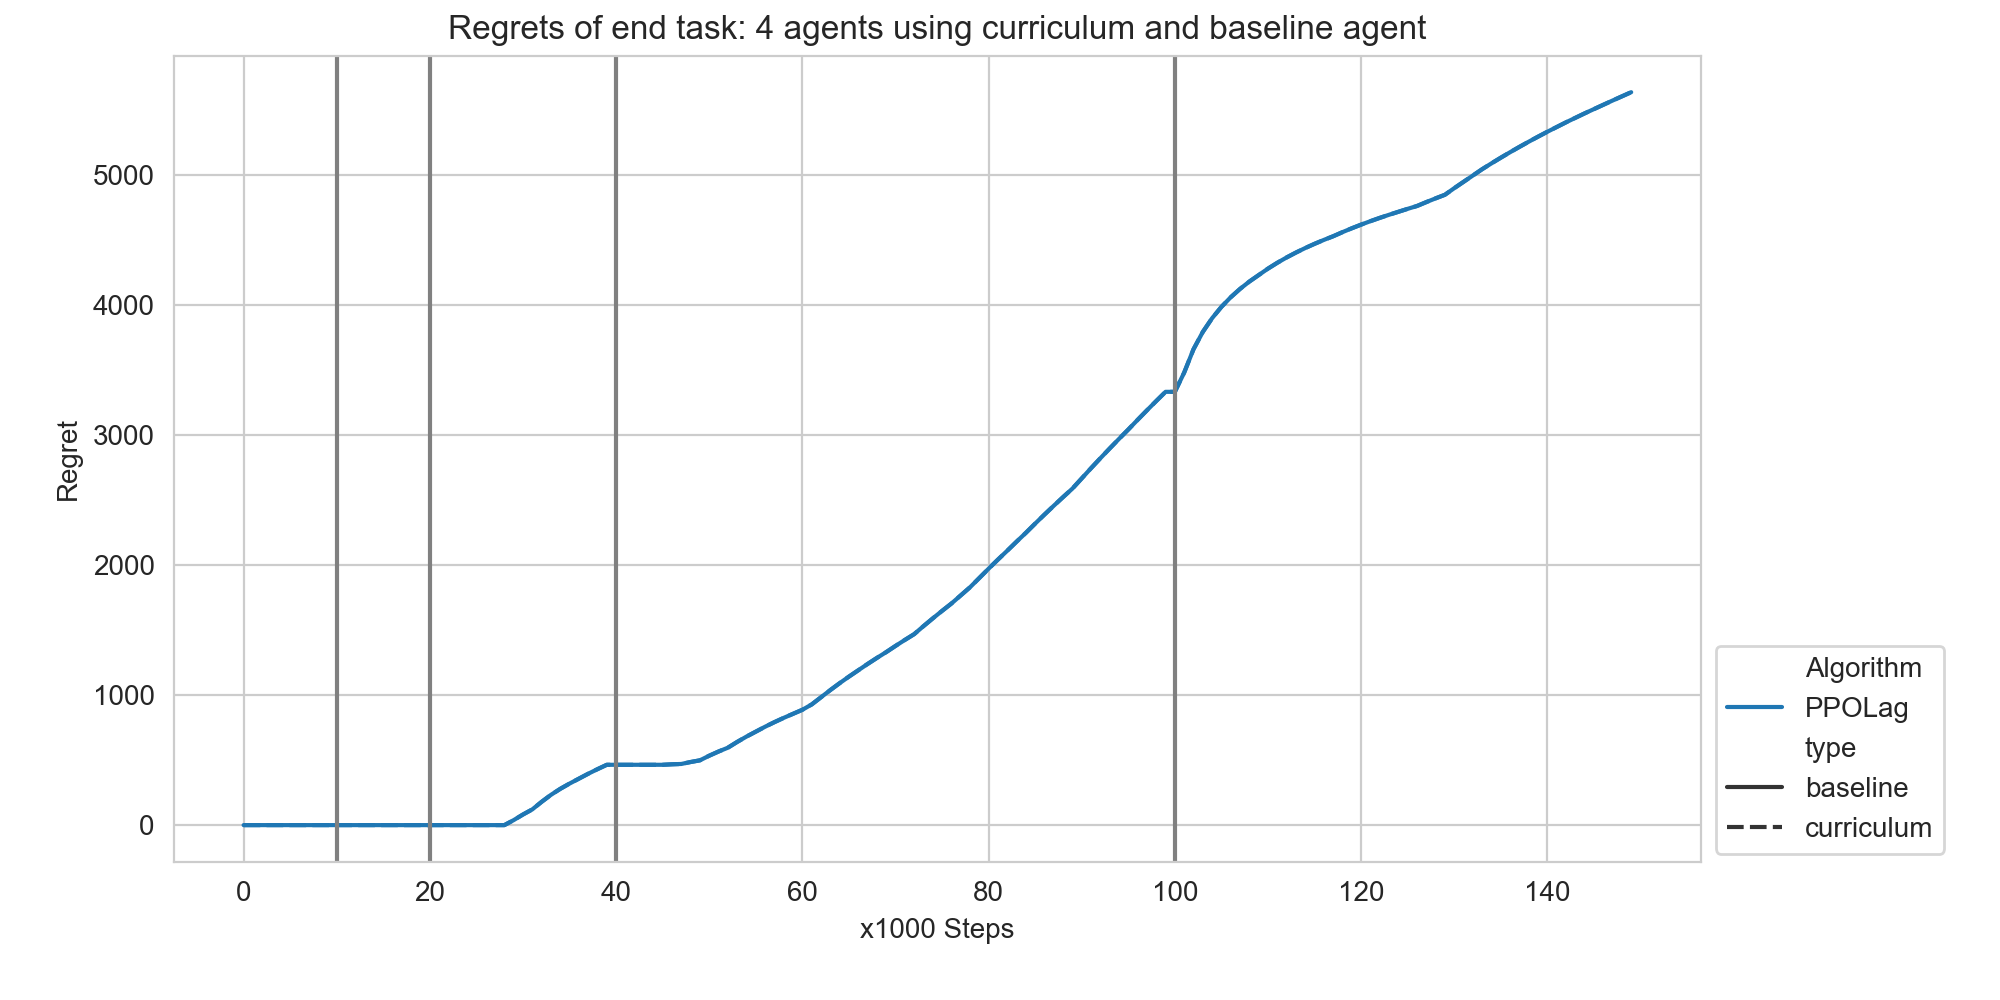 Regrets of end task: 4 agents using curriculum and baseline agent
Regret
5000
4000
3000
2000
1000
0
0 20 40 60 80 100 120 140
x1000 Steps
Algorithm
PPOLag
type
baseline
curriculum